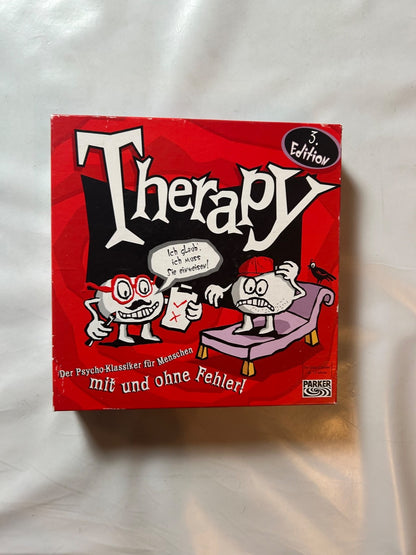 3.
Edition
Therapy
Ich glaub,
ich muss
Sie einweisen!
Der Psycho-Klassiker für Menschen
mit und ohne Fehler!
PARKER